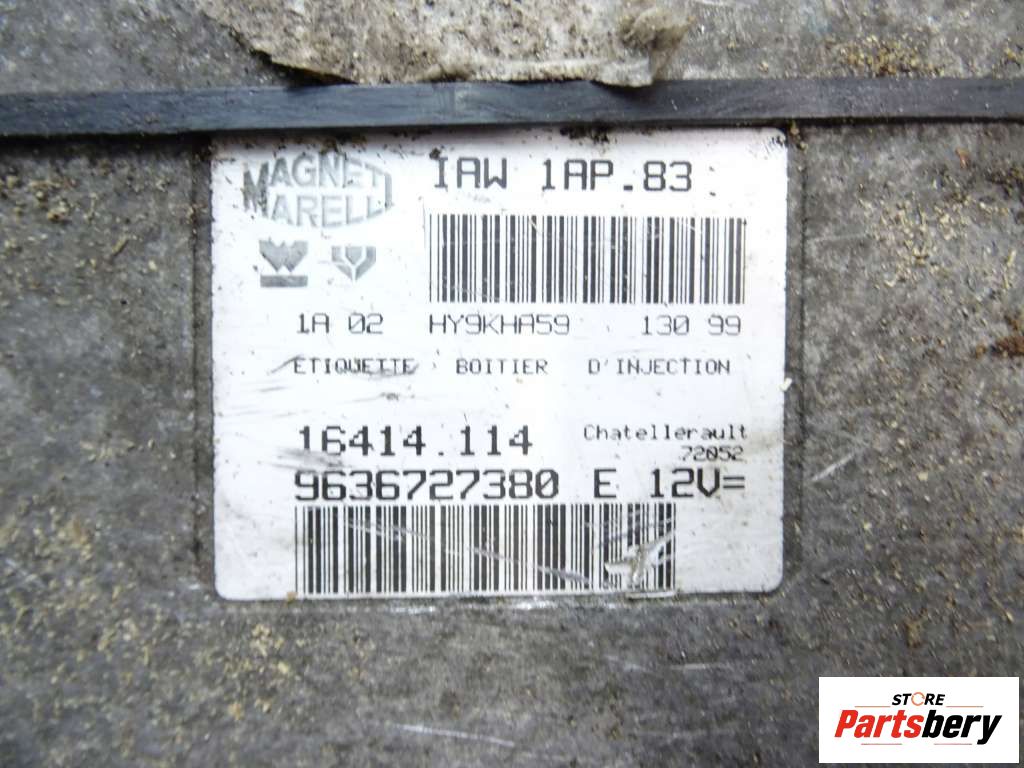 MAGNETI
MARELLI
IAW 1AP.83
1A 02 HY9KHA59 130 99
ETIQUETTE BOITIER D'INJECTION
16414.114 Chatellerault
72052
9636727380 E 12V=
STORE
Partsbery